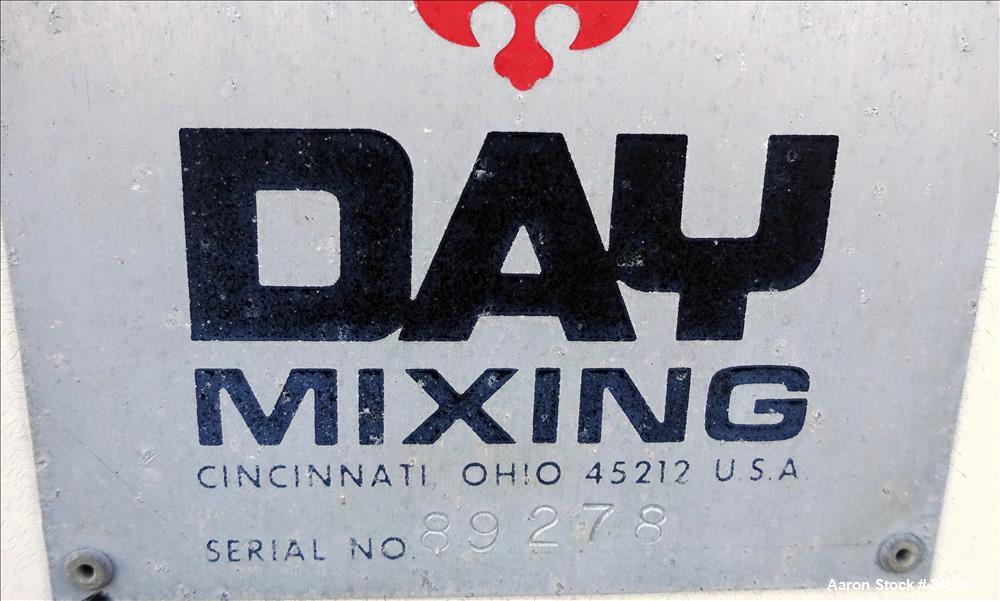 DAY
MIXING
CINCINNATI, OHIO 45212 U.S.A.
SERIAL NO. 89278
Aaron Stock #